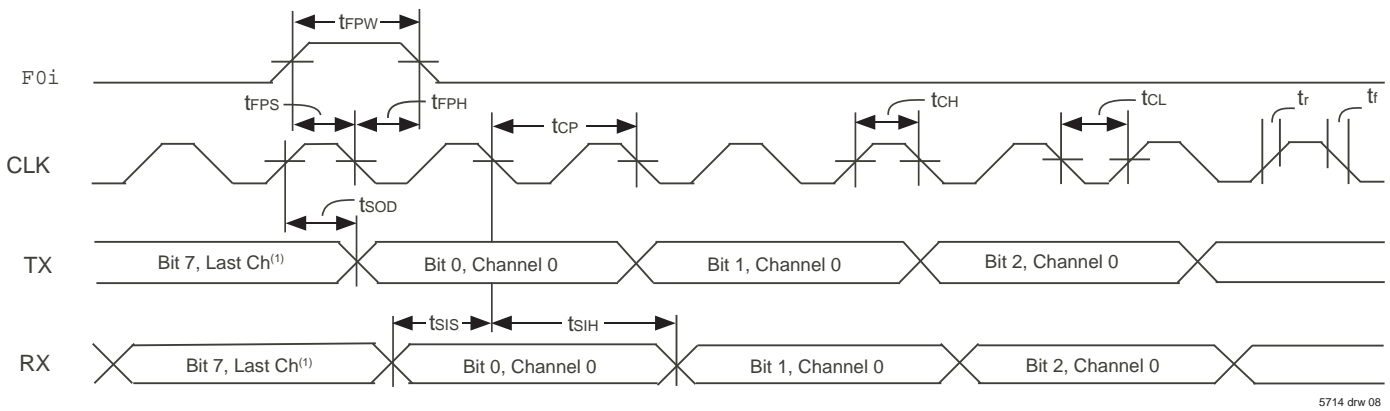 tFPW
F0i
tFPS
tFPH
tCP
tCH
tCL
tr
tf
CLK
tSOD
TX
Bit 7, Last Ch(1)
Bit 0, Channel 0
Bit 1, Channel 0
Bit 2, Channel 0
tSIS
tSIH
RX
Bit 7, Last Ch(1)
Bit 0, Channel 0
Bit 1, Channel 0
Bit 2, Channel 0
5714 drw 08